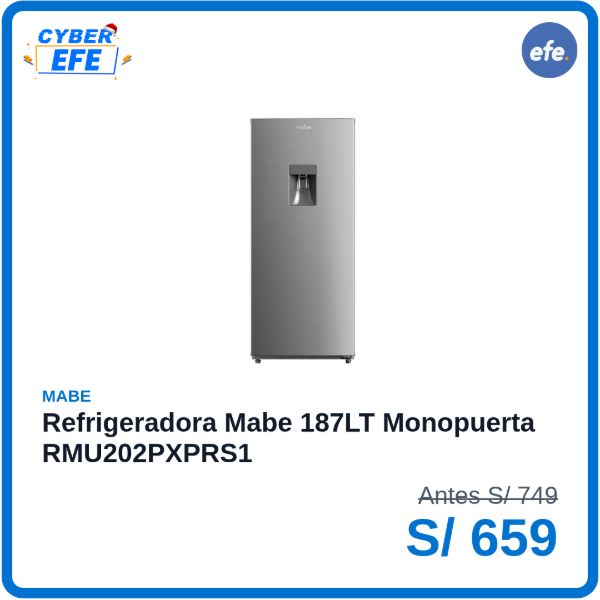 CYBER
EFE
efe.
mabe
MABE
Refrigeradora Mabe 187LT Monopuerta
RMU202PXPRS1
Antes S/ 749
S/ 659